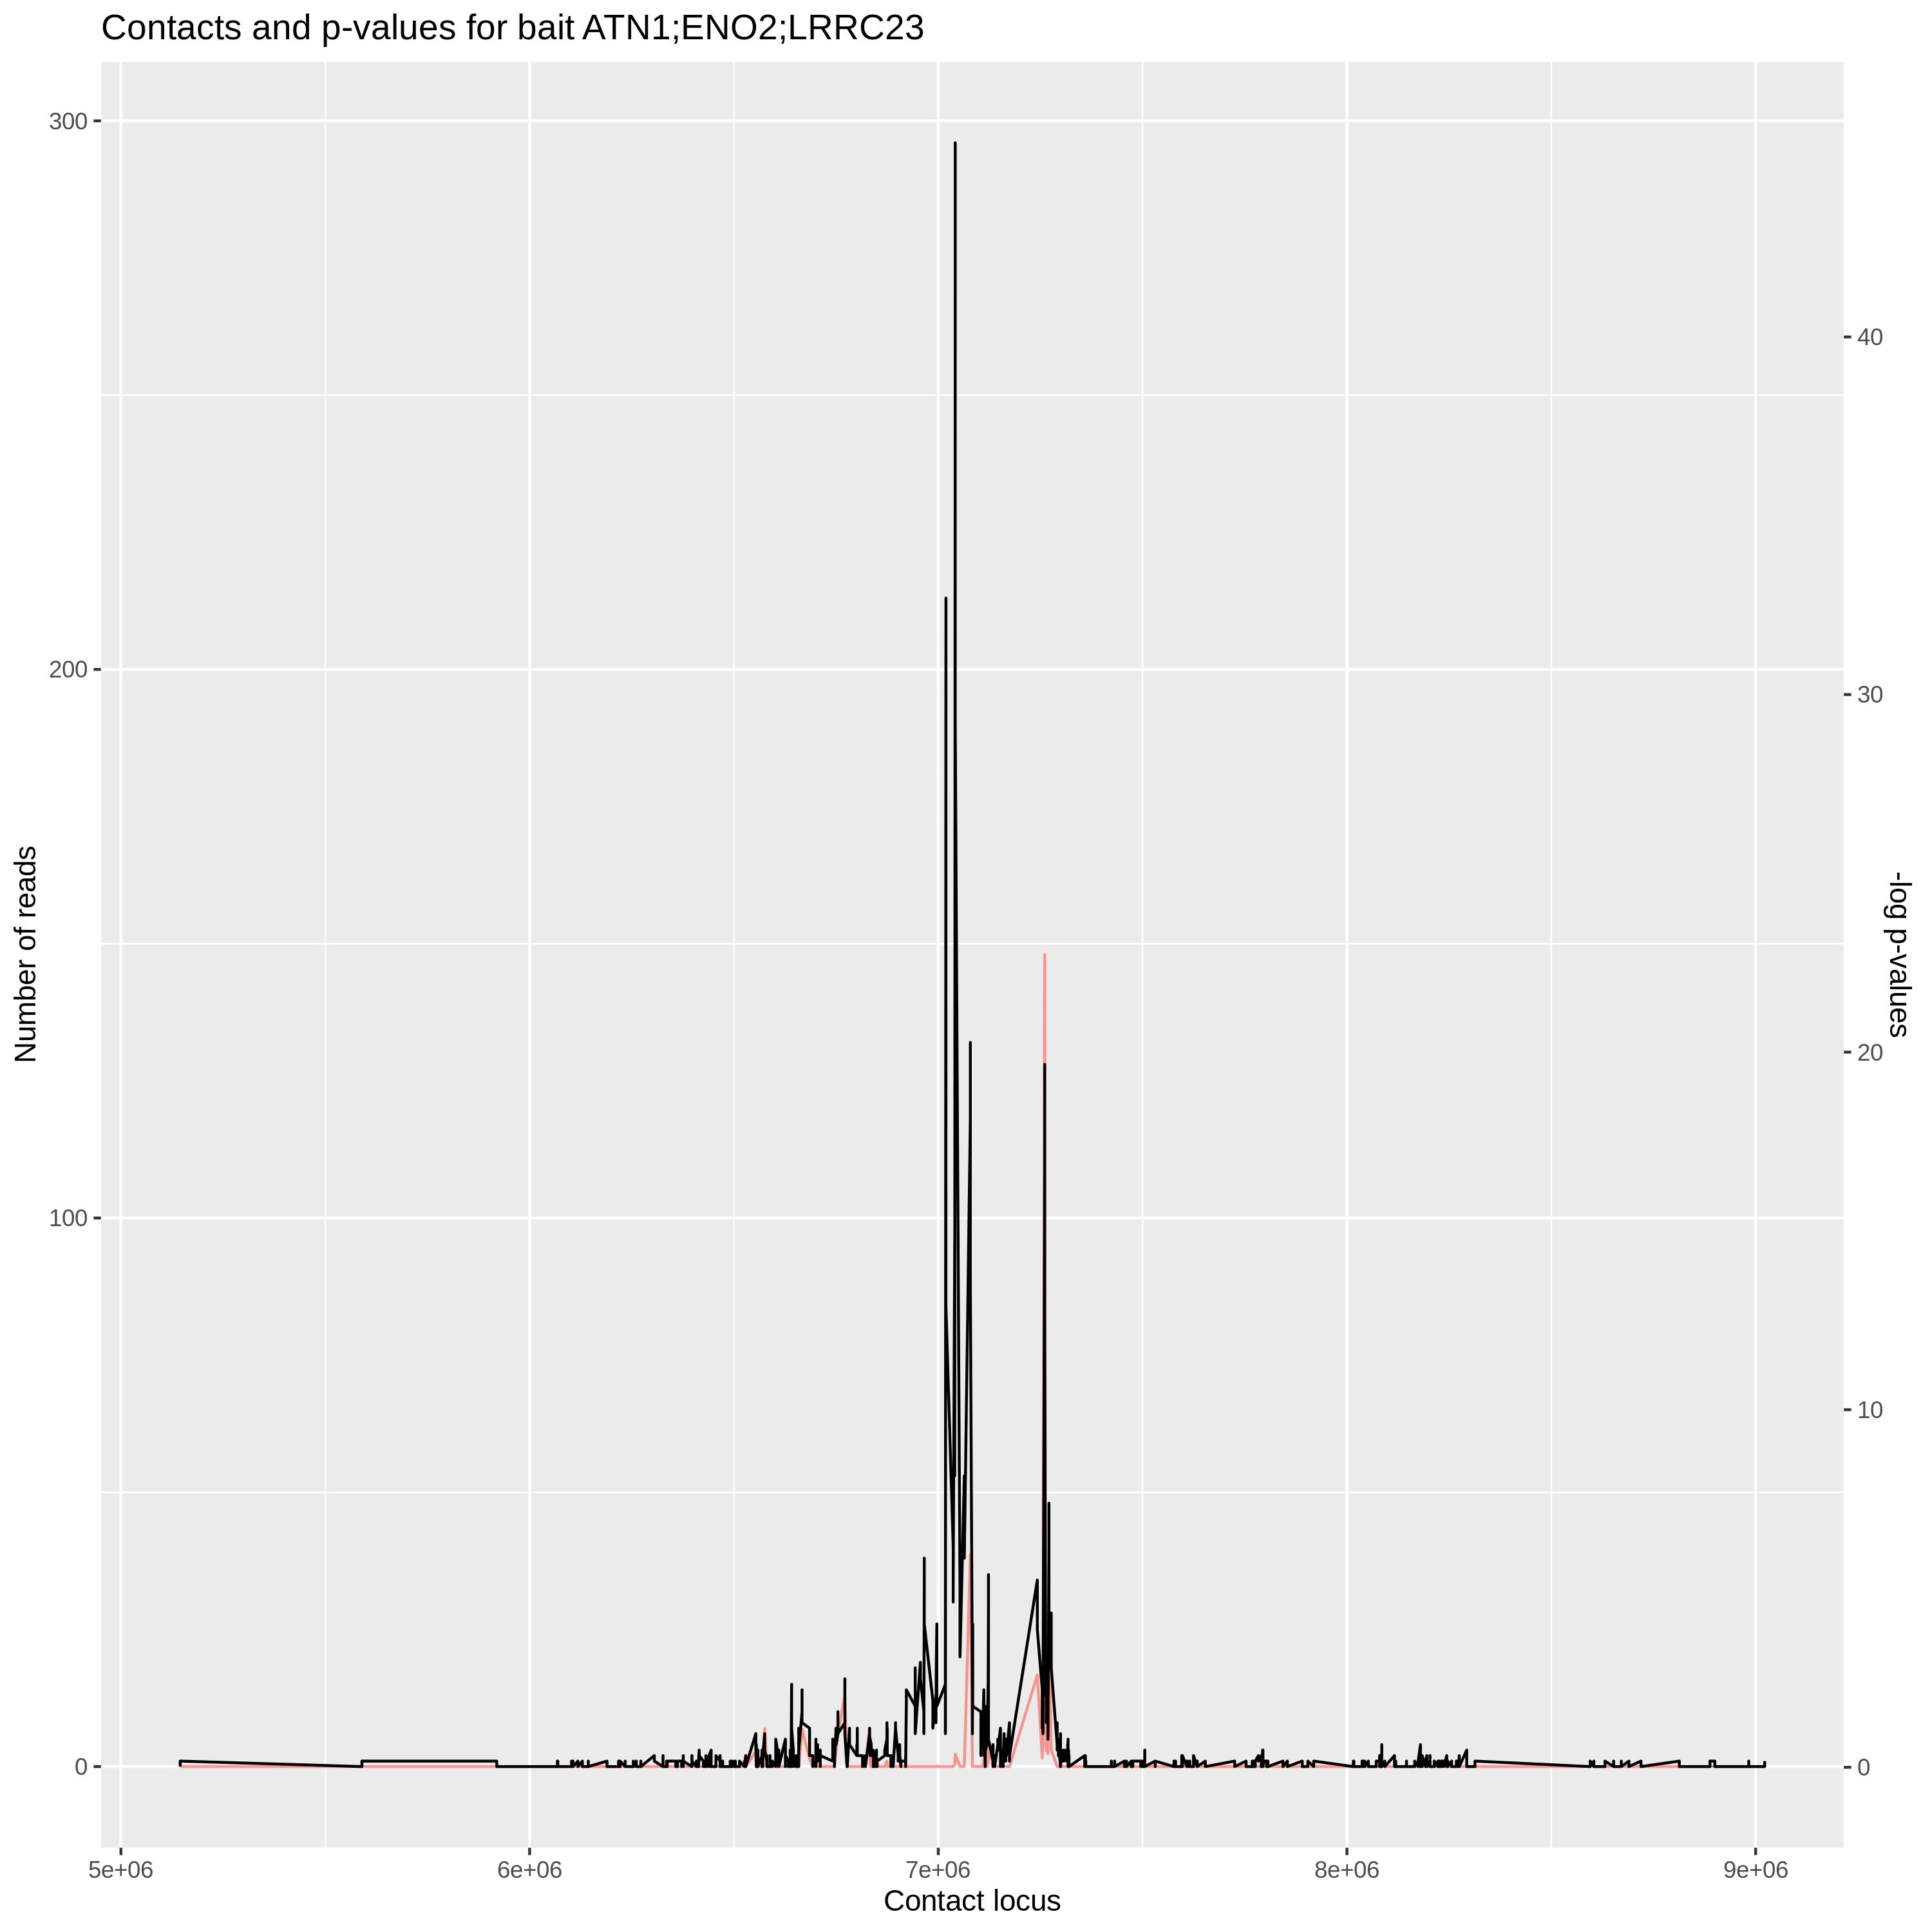 Contacts and p-values for bait ATN1;ENO2;LRRC23
300
200
100
0
Number of reads
40
30
20
10
0
-log p-values
5e+06
6e+06
7e+06
8e+06
9e+06
Contact locus